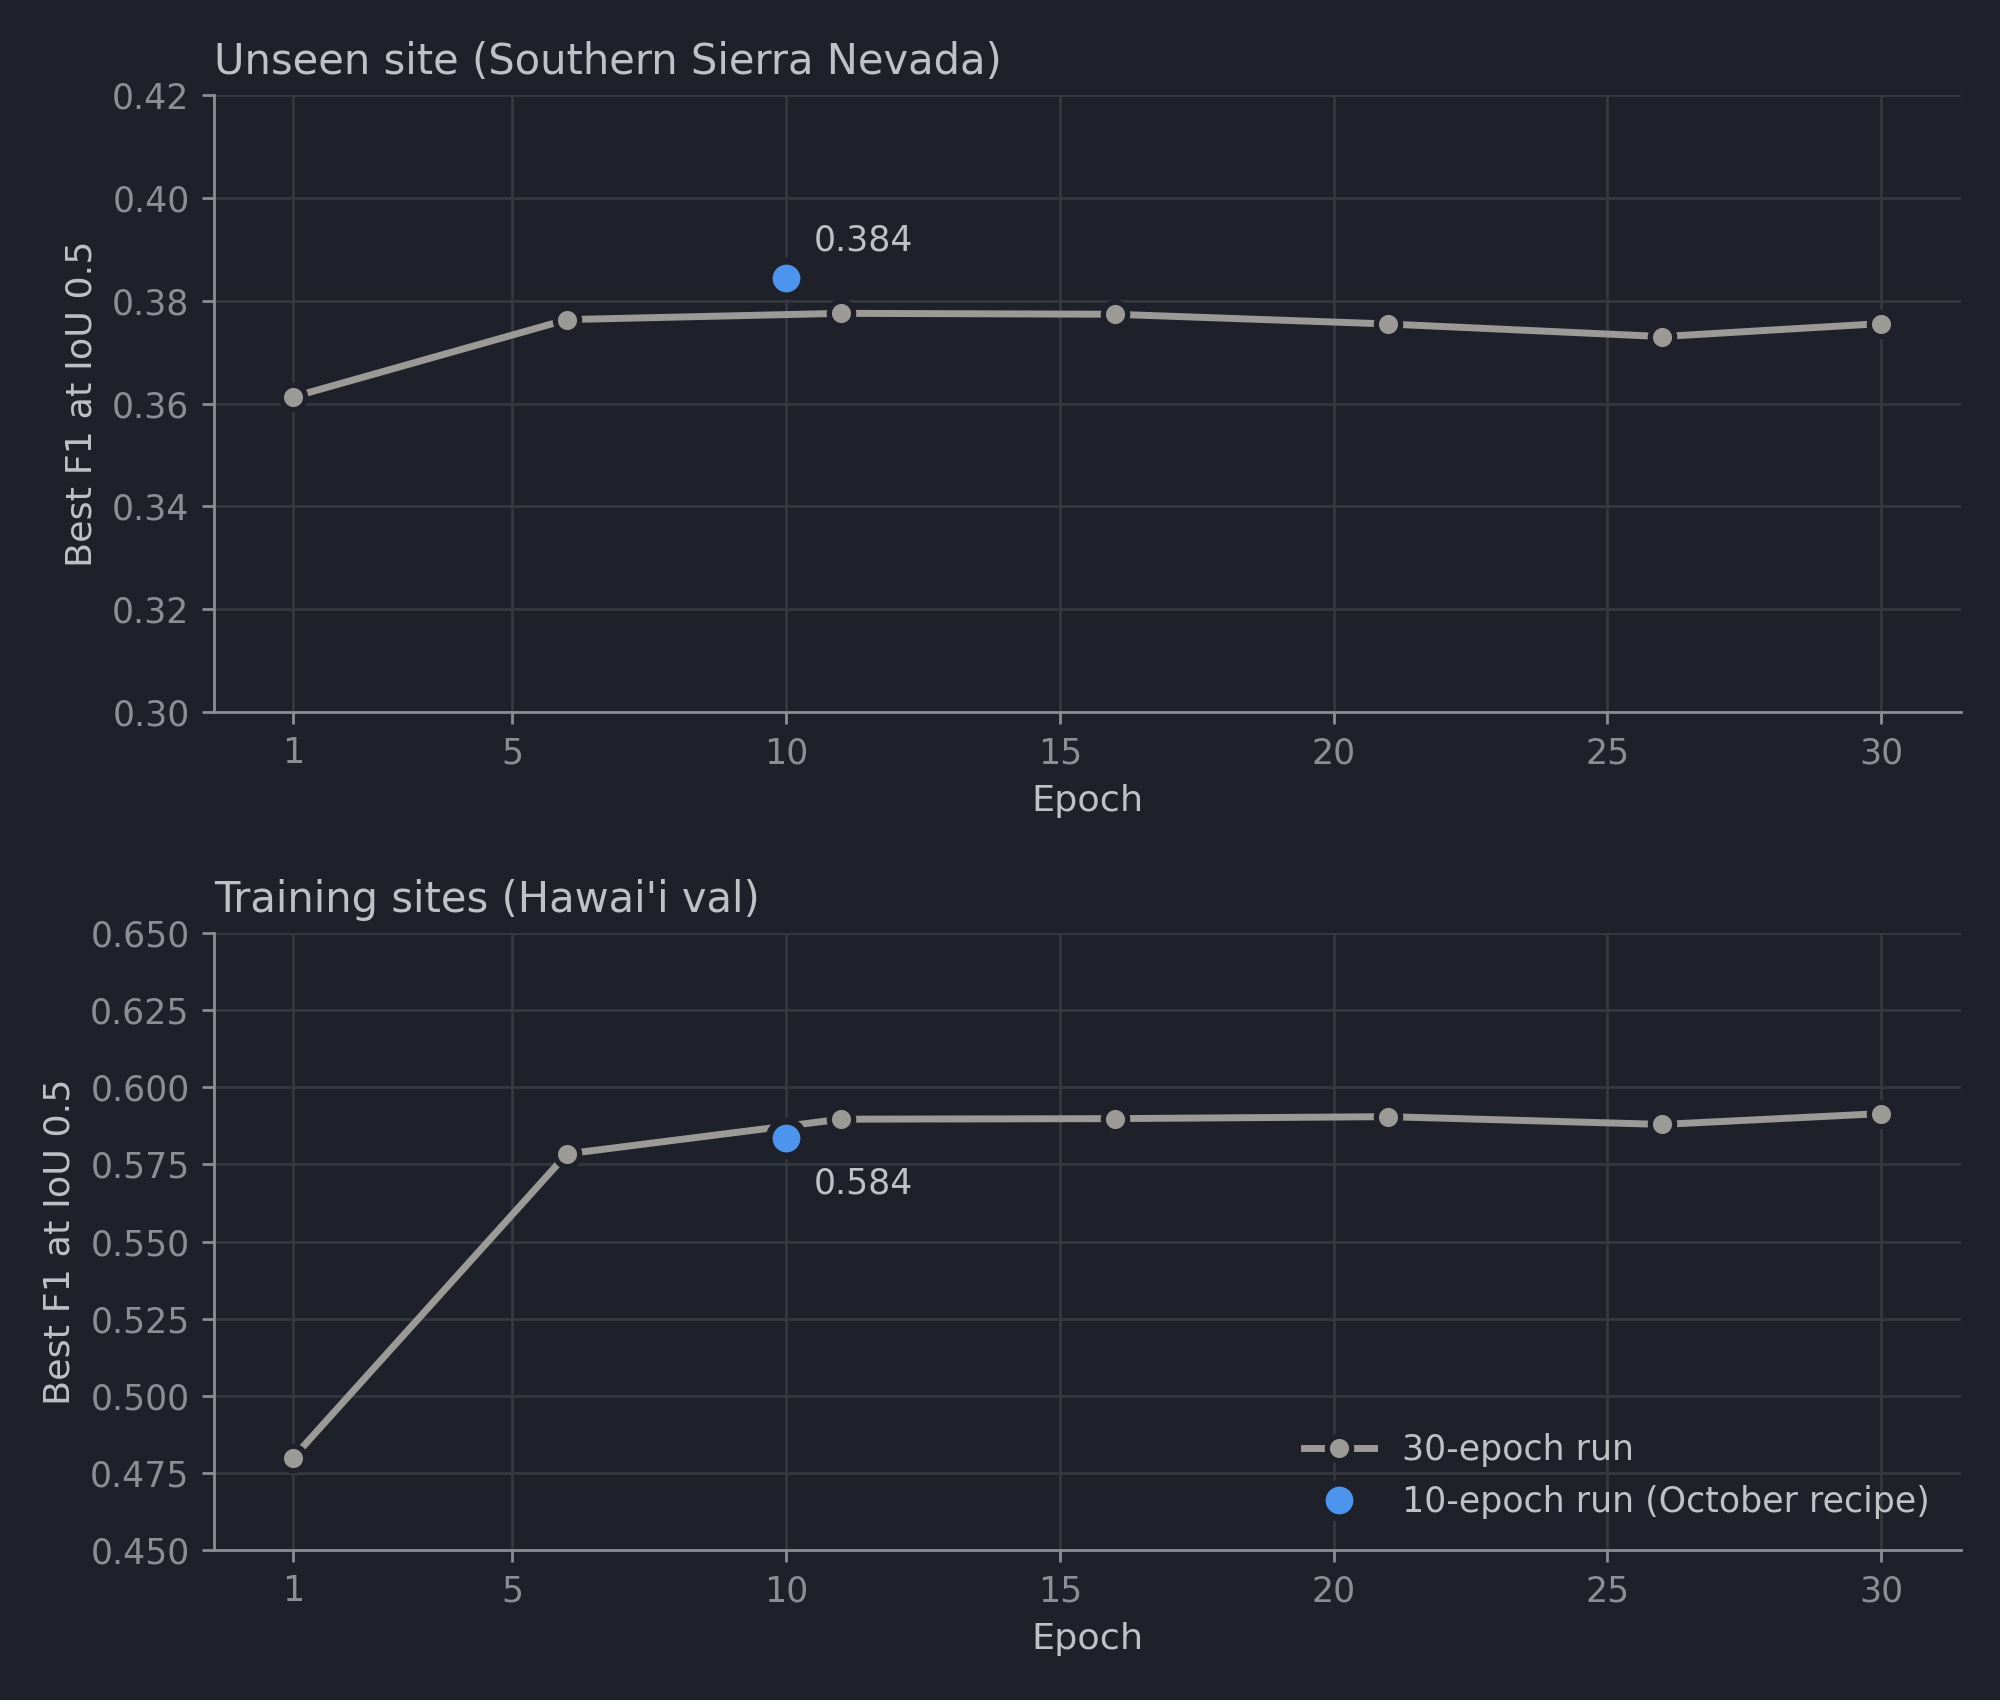 Unseen site (Southern Sierra Nevada)
Best F1 at IoU 0.5
0.42
0.40
0.38
0.36
0.34
0.32
0.30
0.384
1 5 10 15 20 25 30
Epoch
Training sites (Hawai'i val)
Best F1 at IoU 0.5
0.650
0.625
0.600
0.575
0.550
0.525
0.500
0.475
0.450
0.584
30-epoch run
10-epoch run (October recipe)
1 5 10 15 20 25 30
Epoch